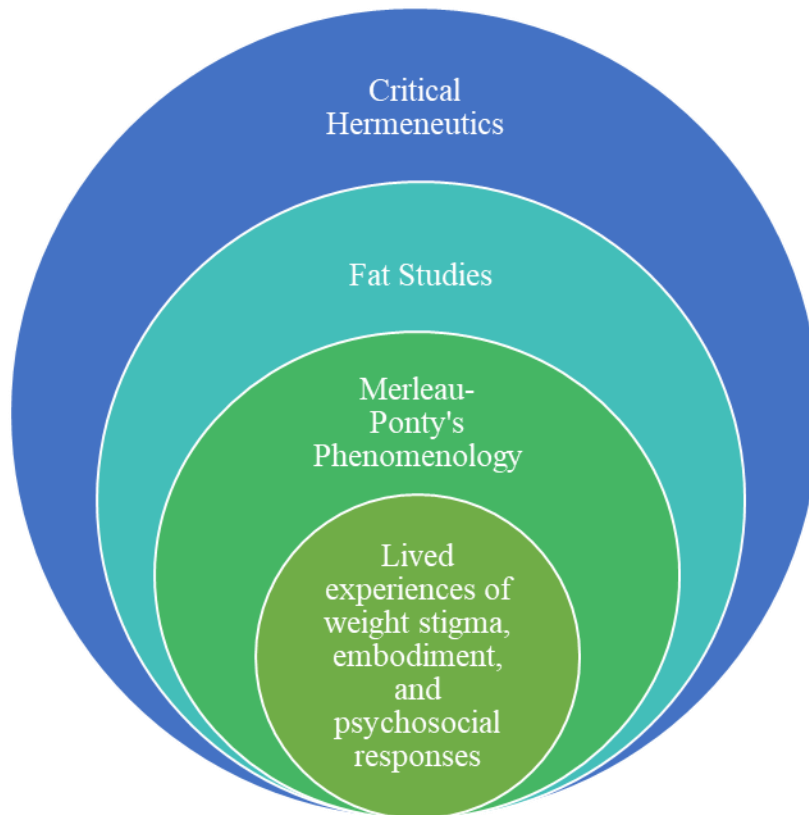 Critical
Hermeneutics
Fat Studies
Merleau-
Ponty's
Phenomenology
Lived
experiences of
weight stigma,
embodiment,
and
psychosocial
responses